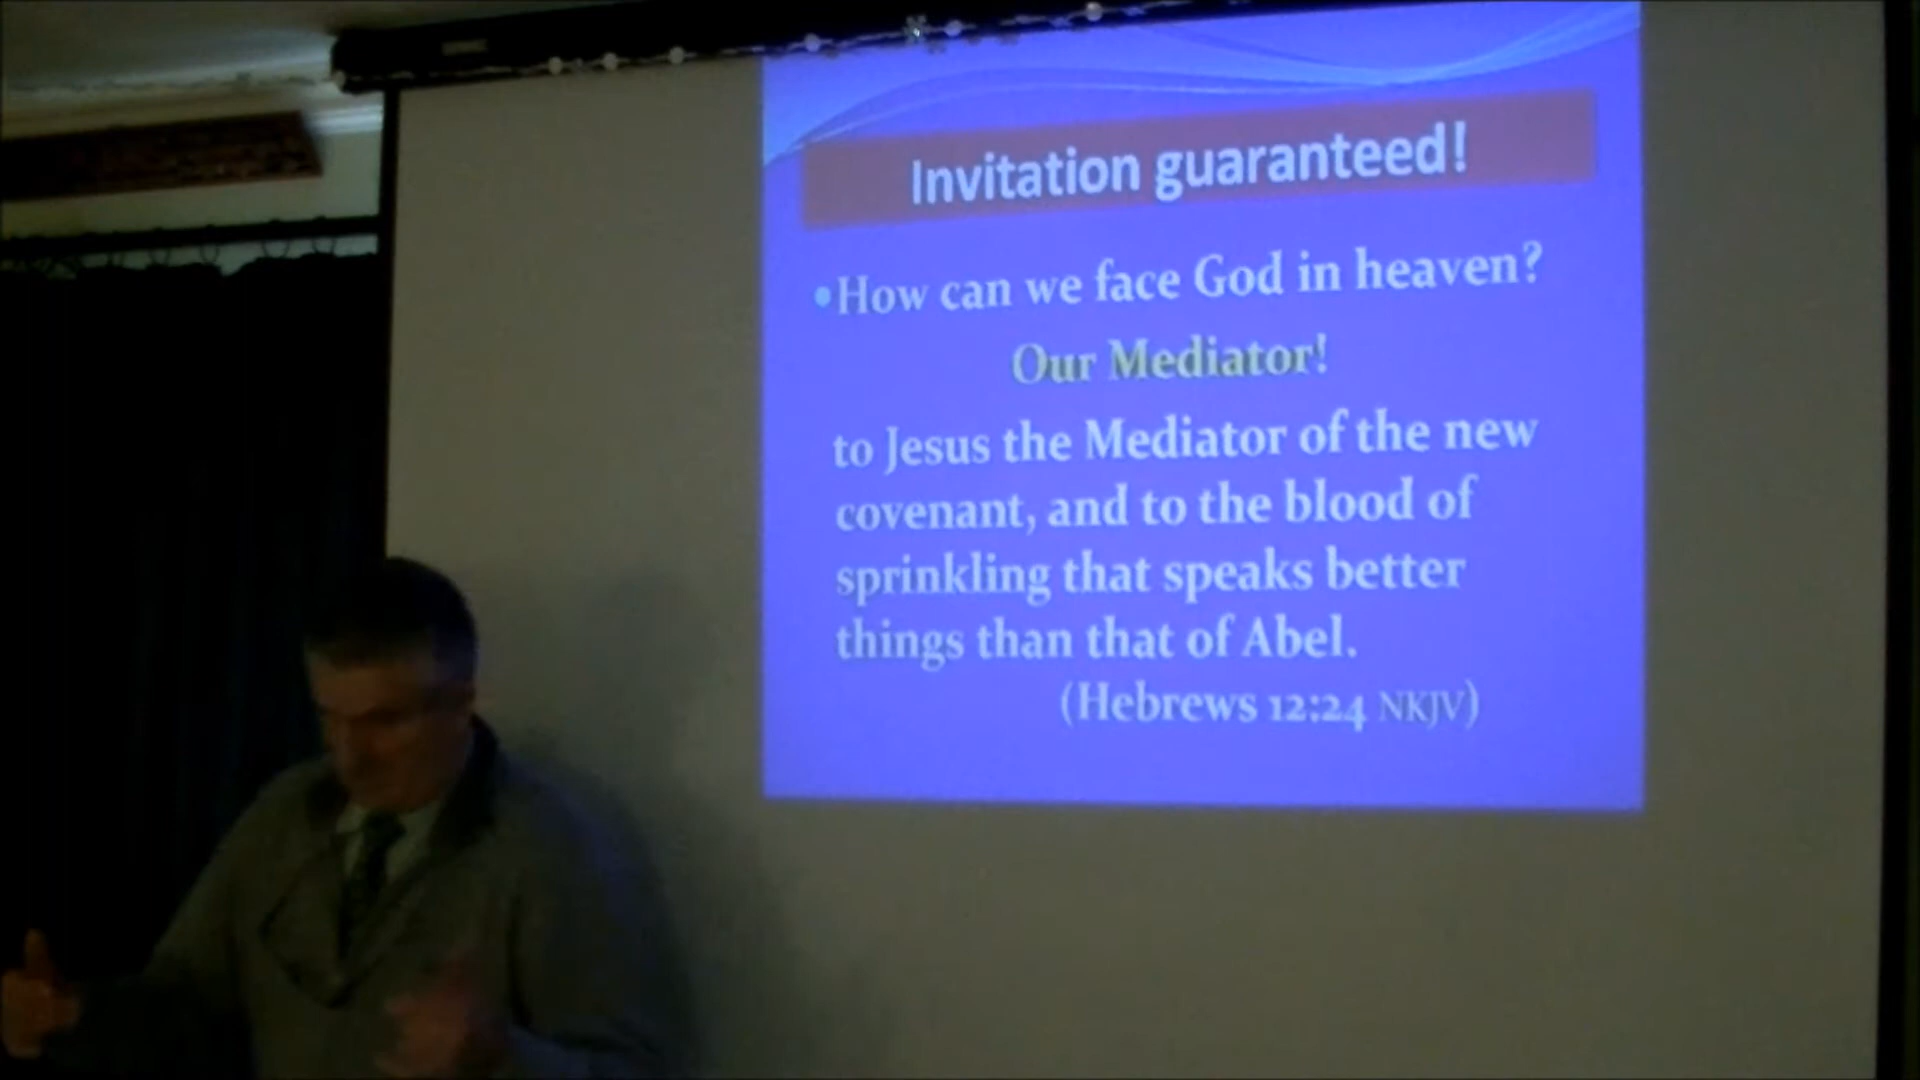 Invitation guaranteed!
•How can we face God in heaven?
Our Mediator!
to Jesus the Mediator of the new
covenant, and to the blood of
sprinkling that speaks better
things than that of Abel.
(Hebrews 12:24 NKJV)